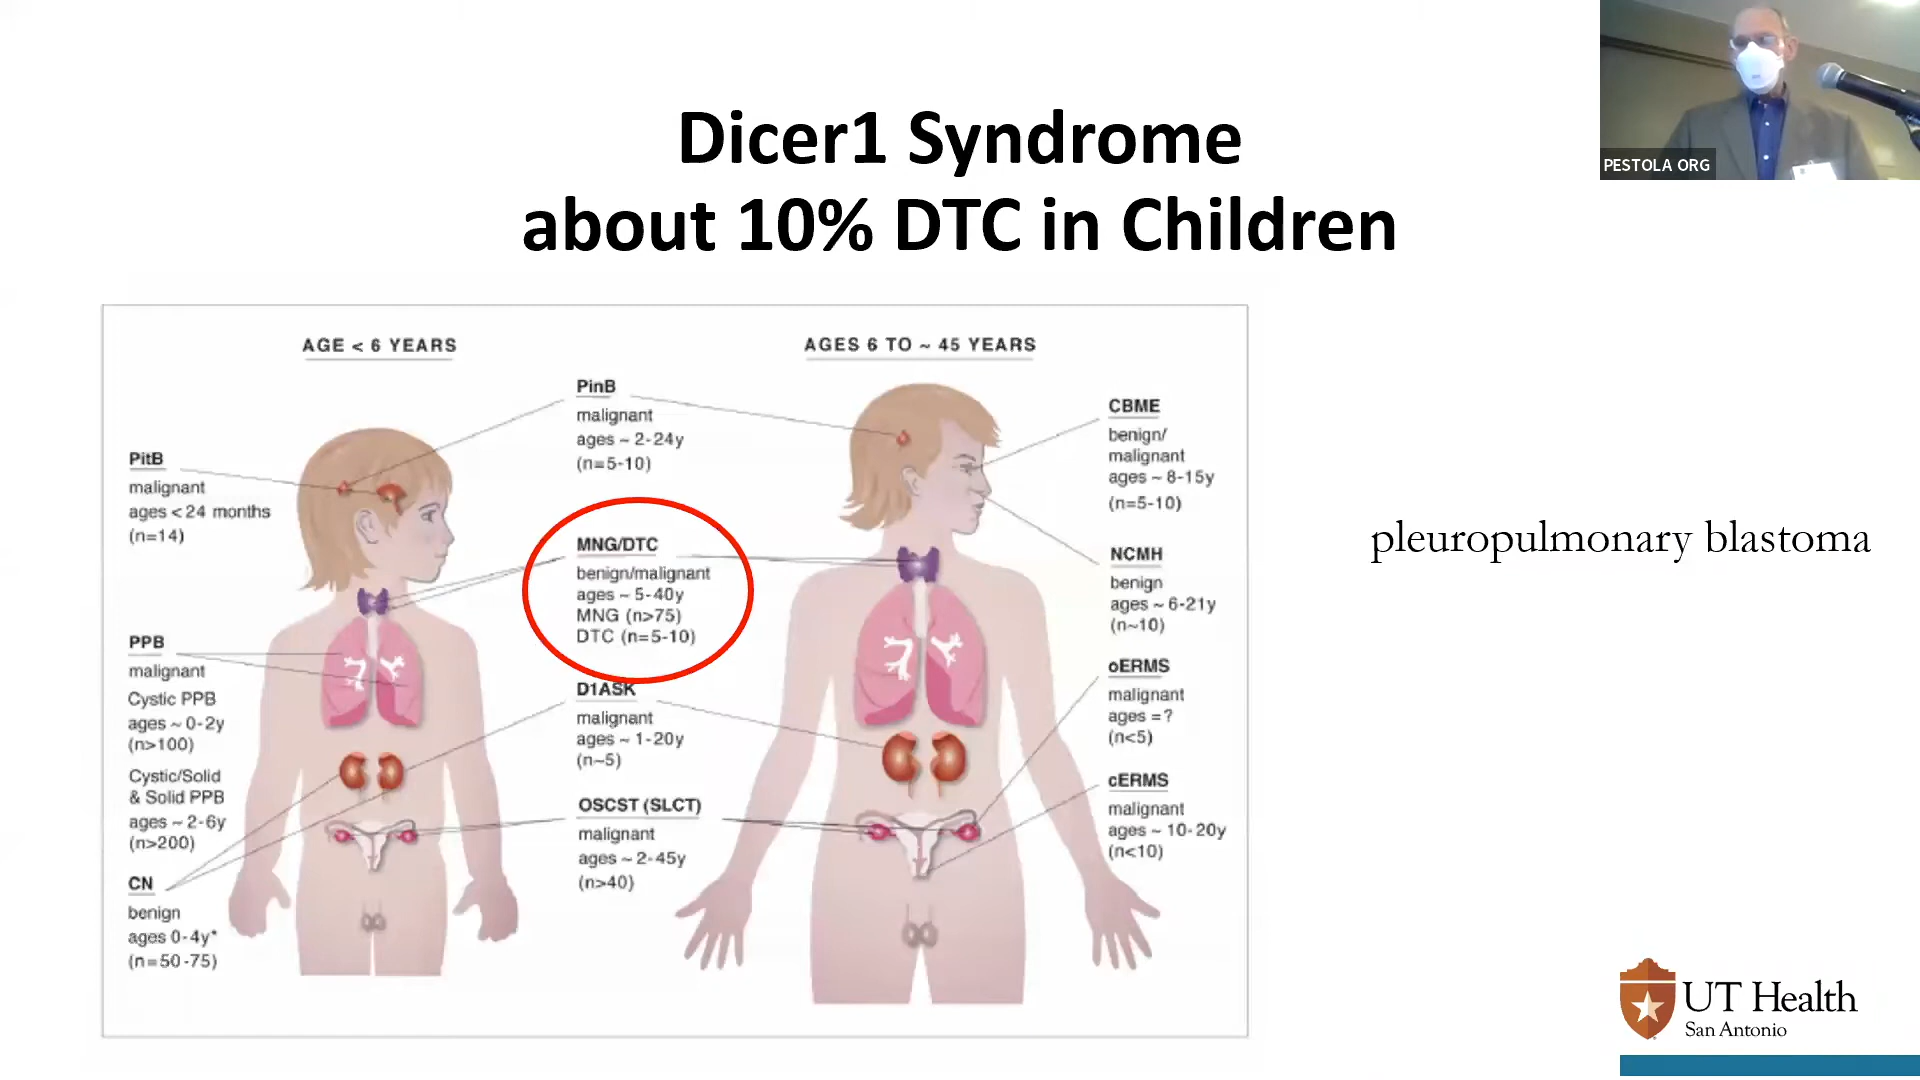 Dicer1 Syndrome
about 10% DTC in Children
PESTOLA ORG
AGE < 6 YEARS
AGES 6 TO ~ 45 YEARS
PitB
malignant
ages <24 months
(n=14)
PPB
malignant
Cystic PPB
ages ~ 0-2y
(n>100)
Cystic/Solid
& Solid PPB
ages ~ 2-6y
(n>200)
CN
benign
ages 0-4y*
(n=50-75)
PinB
malignant
ages ~ 2-24y
(n=5-10)
MNG/DTC
benign/malignant
ages ~ 5-40y
MNG (n>75)
DTC (n=5-10)
D1ASK
malignant
ages ~ 1-20y
(n~5)
OSCST (SLCT)
malignant
ages ~ 2-45y
(n>40)
CBME
benign/
malignant
ages ~ 8-15y
(n=5-10)
NCMH
benign
ages ~ 6-21y
(n~10)
oERMS
malignant
ages =?
(n<5)
cERMS
malignant
ages ~ 10-20y
(n<10)
pleuropulmonary blastoma
UT Health
San Antonio